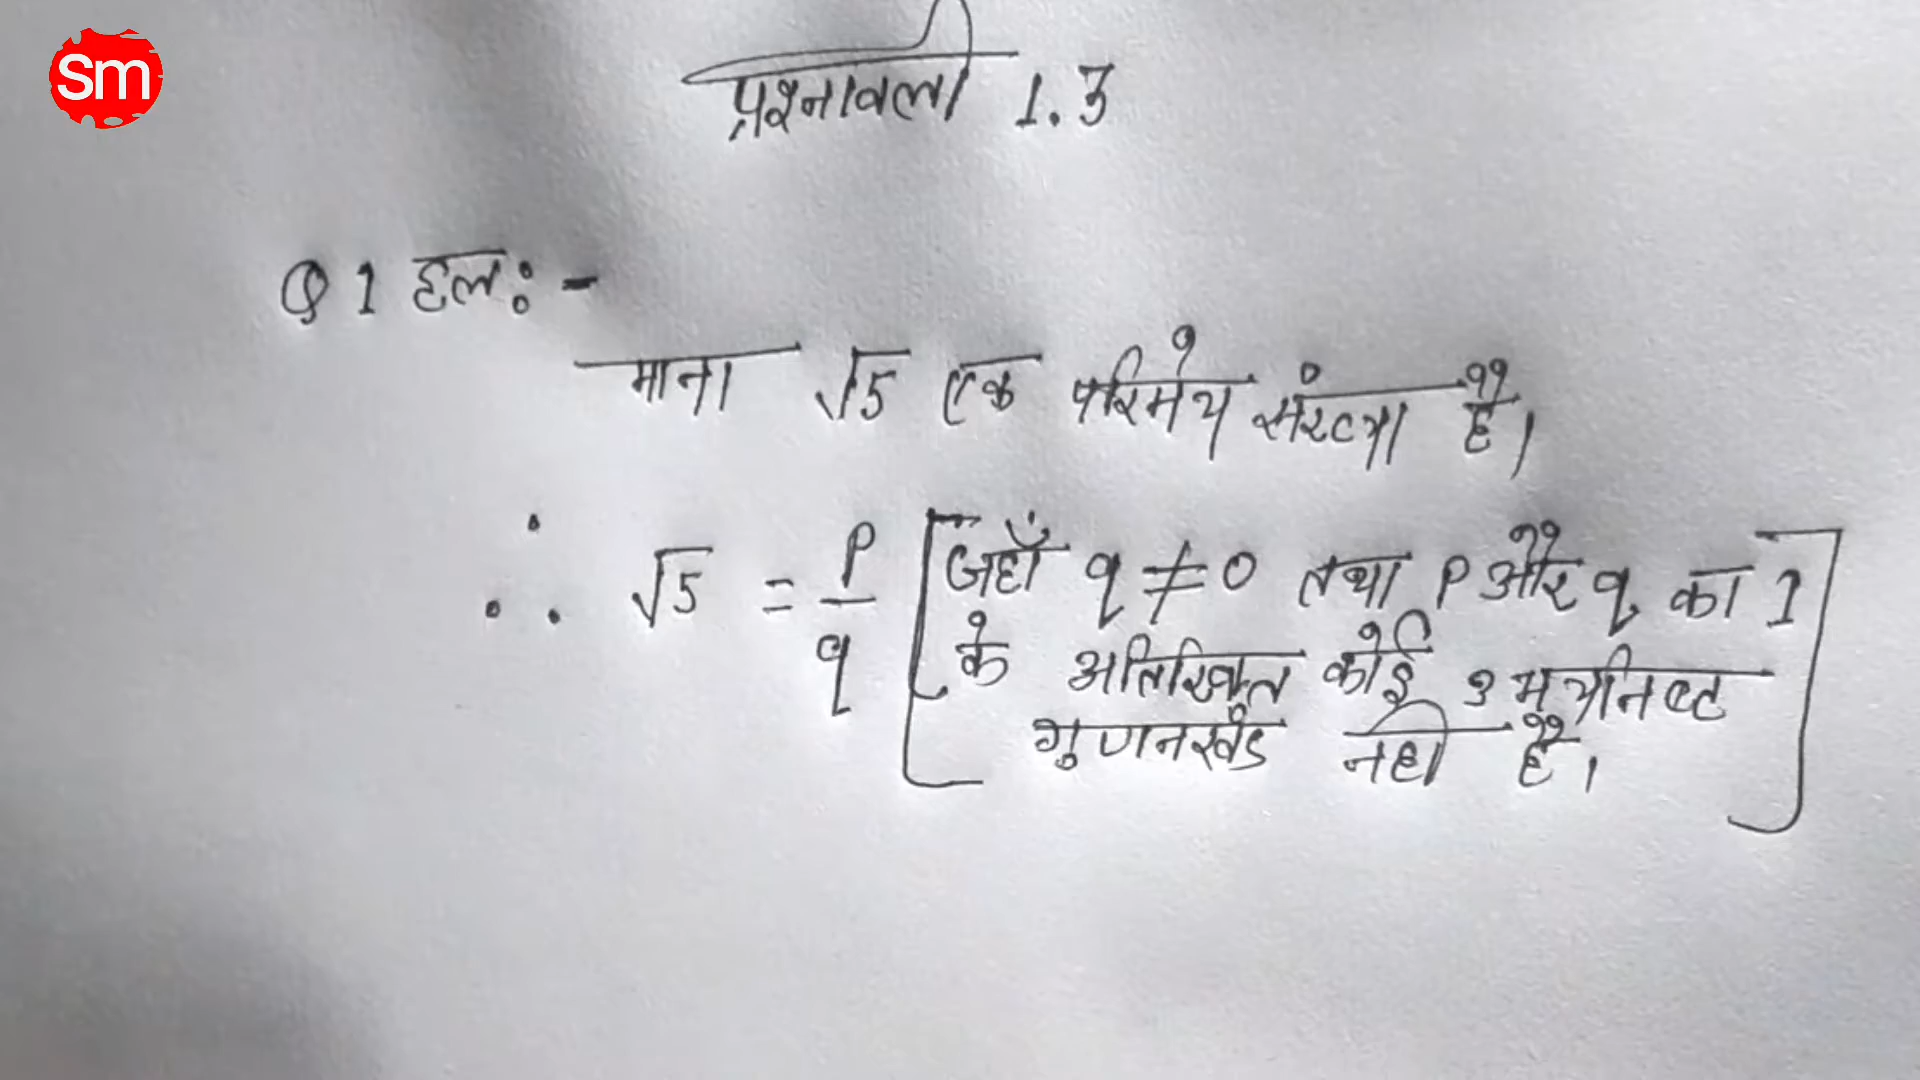 Sm
प्रश्नावली 1.3
Q 1 हल: -
माना √5 एक परिमेय संख्या है।
∴ √5 = p/q [जहाँ q ≠ 0 तथा p और q का 1
के अतिरिक्त कोई उभयनिष्ट
गुणनखंड नही है।]